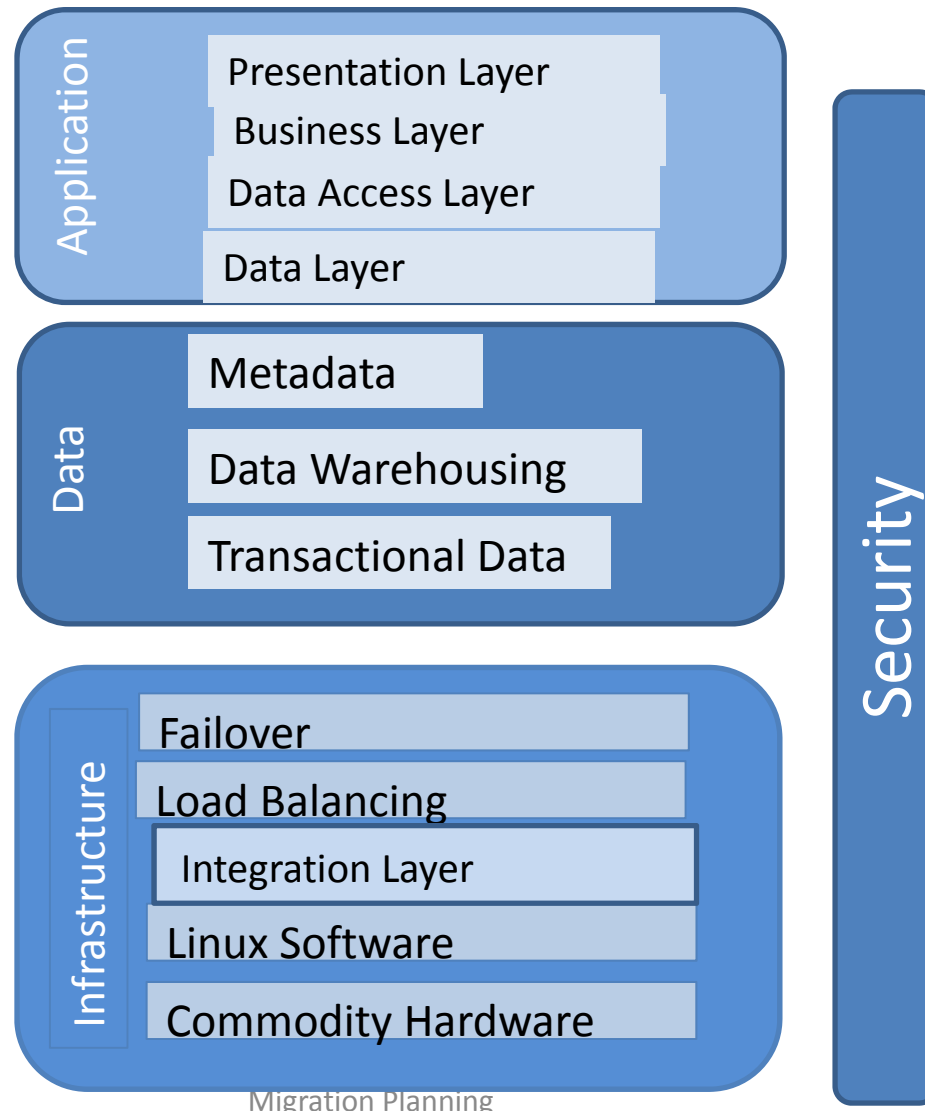 Application
Presentation Layer
Business Layer
Data Access Layer
Data Layer
Data
Metadata
Data Warehousing
Transactional Data
Infrastructure
Failover
Load Balancing
Integration Layer
Linux Software
Commodity Hardware
Security
Migration Planning